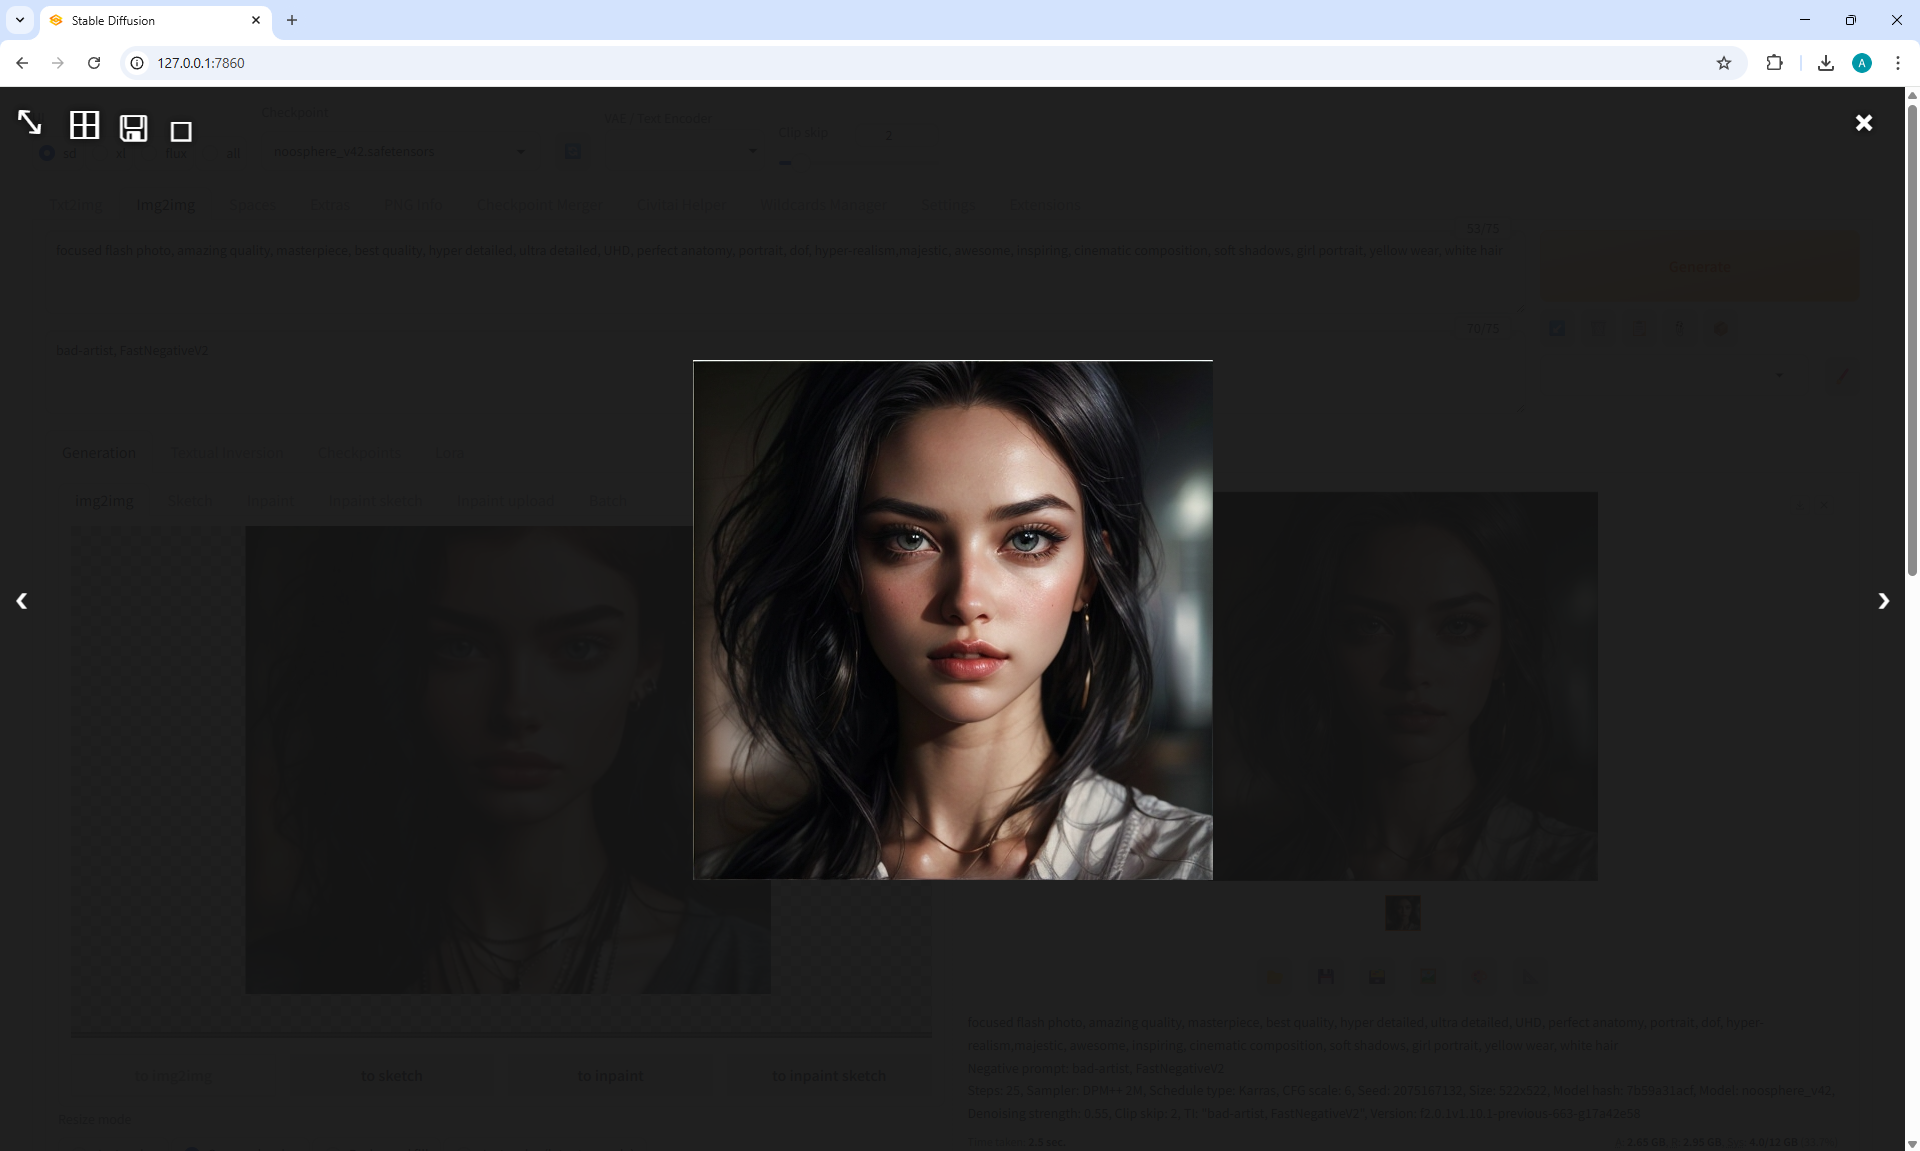 Stable Diffusion
127.0.0.1:7860
A
Checkpoint
VAE / Text Encoder
Clip skip
2
sd
xl
flux
all
noosphere_v42.safetensors
Txt2img
Img2img
Spaces
Extras
PNG Info
Checkpoint Merger
Civitai Helper
Wildcards Manager
Settings
Extensions
53/75
focused flash photo, amazing quality, masterpiece, best quality, hyper detailed, ultra detailed, UHD, perfect anatomy, portrait, dof, hyper-realism,majestic, awesome, inspiring, cinematic composition, soft shadows, girl portrait, yellow wear, white hair
Generate
70/75
bad-artist, FastNegativeV2
Generation
Textual Inversion
Checkpoints
Lora
img2img
Sketch
Inpaint
Inpaint sketch
Inpaint upload
Batch
focused flash photo, amazing quality, masterpiece, best quality, hyper detailed, ultra detailed, UHD, perfect anatomy, portrait, dof, hyper-
realism,majestic, awesome, inspiring, cinematic composition, soft shadows, girl portrait, yellow wear, white hair
Negative prompt: bad-artist, FastNegativeV2
Steps: 25, Sampler: DPM++ 2M, Schedule type: Karras, CFG scale: 6, Seed: 2075167132, Size: 522x522, Model hash: 7b59a31acf, Model: noosphere_v42,
Denoising strength: 0.55, Clip skip: 2, TI: "bad-artist, FastNegativeV2", Version: f2.0.1v1.10.1-previous-663-g17a42e58
to img2img
to sketch
to inpaint
to inpaint sketch
Resize mode
Time taken: 2.5 sec.